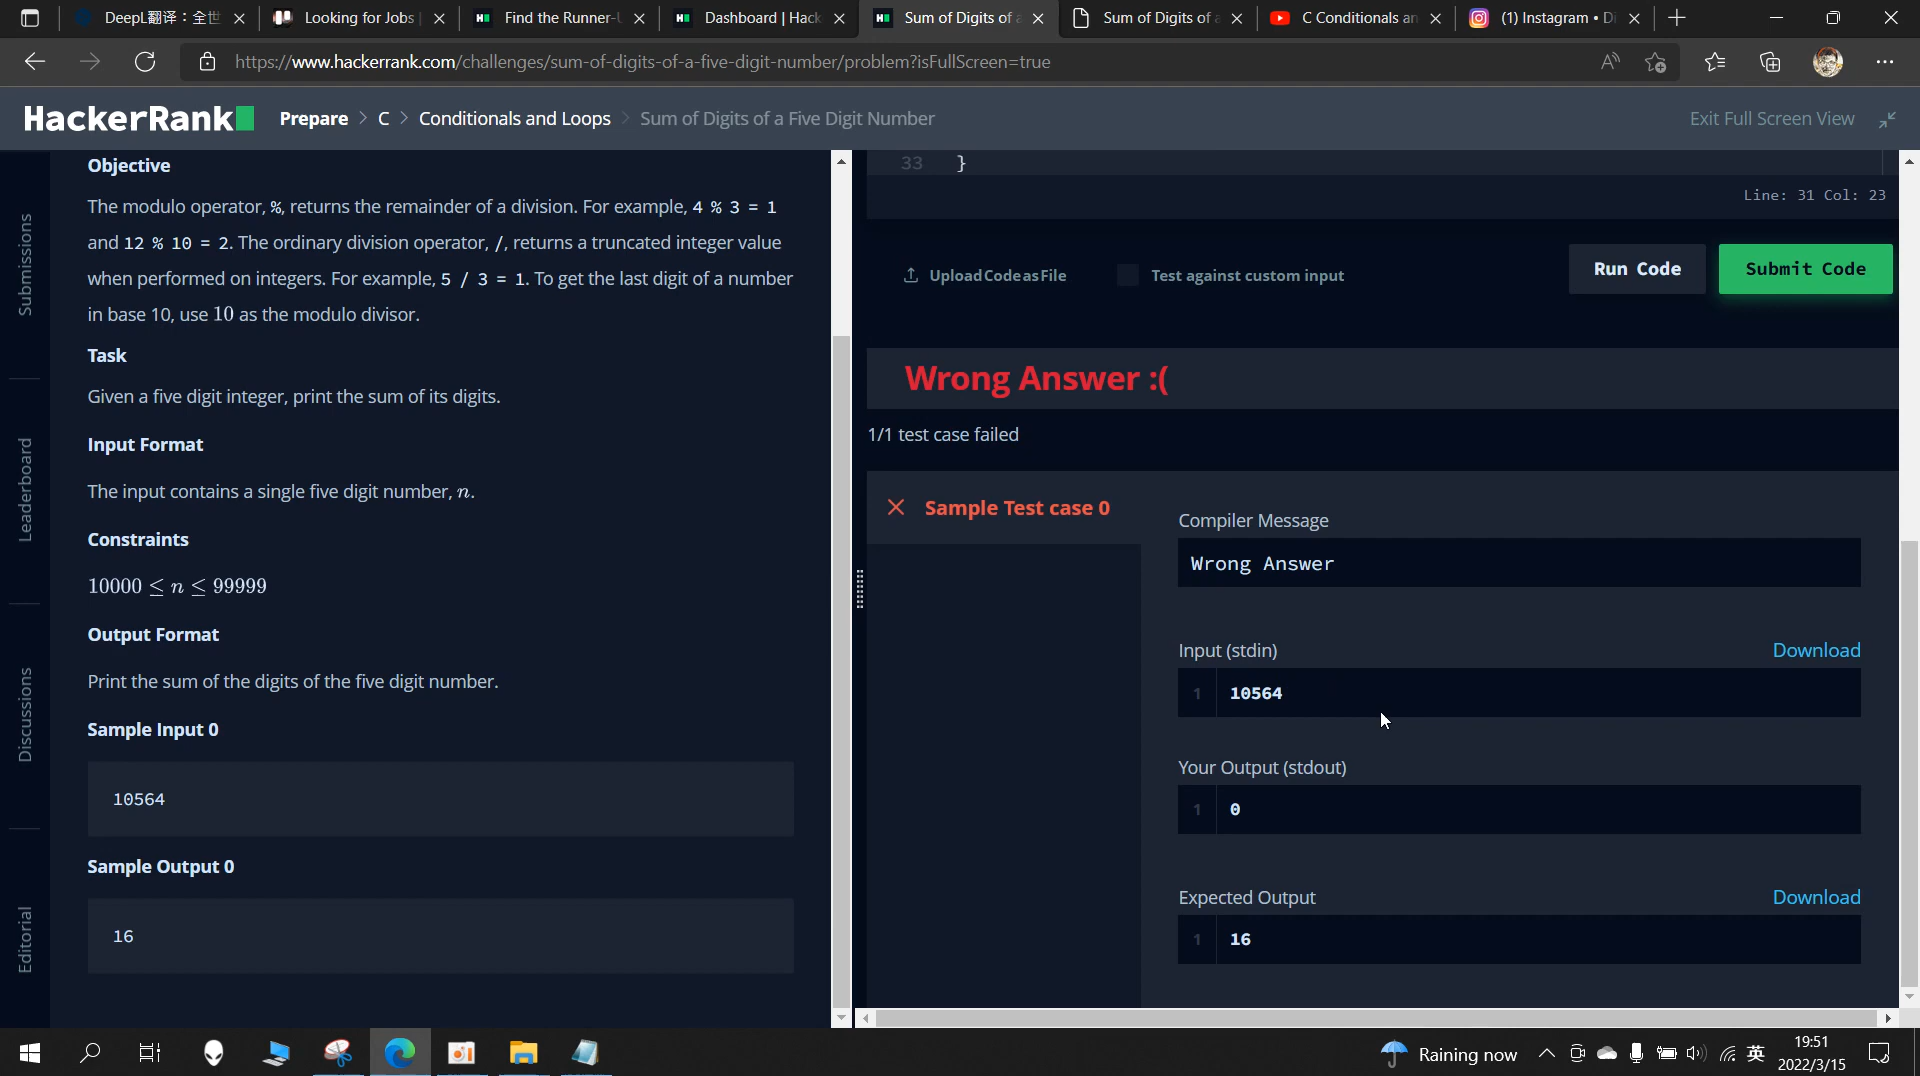 DeepL翻译：全世
Looking for Jobs
Find the Runner-
Dashboard | Hack
Sum of Digits of a
Sum of Digits of a
C Conditionals an
(1) Instagram • Di
https://www.hackerrank.com/challenges/sum-of-digits-of-a-five-digit-number/problem?isFullScreen=true
HackerRank
Prepare > C > Conditionals and Loops > Sum of Digits of a Five Digit Number
Exit Full Screen View
Submissions
Leaderboard
Discussions
Editorial
Objective
The modulo operator, %, returns the remainder of a division. For example, 4 % 3 = 1
and 12 % 10 = 2. The ordinary division operator, /, returns a truncated integer value
when performed on integers. For example, 5 / 3 = 1. To get the last digit of a number
in base 10, use 10 as the modulo divisor.
Task
Given a five digit integer, print the sum of its digits.
Input Format
The input contains a single five digit number, n.
Constraints
10000 ≤ n ≤ 99999
Output Format
Print the sum of the digits of the five digit number.
Sample Input 0
10564
Sample Output 0
16
33 }
Line: 31 Col: 23
Upload Code as File
Test against custom input
Run Code
Submit Code
Wrong Answer :(
1/1 test case failed
Sample Test case 0
Compiler Message
Wrong Answer
Input (stdin)
Download
1 10564
Your Output (stdout)
1 0
Expected Output
Download
1 16
Raining now
英
19:51
2022/3/15